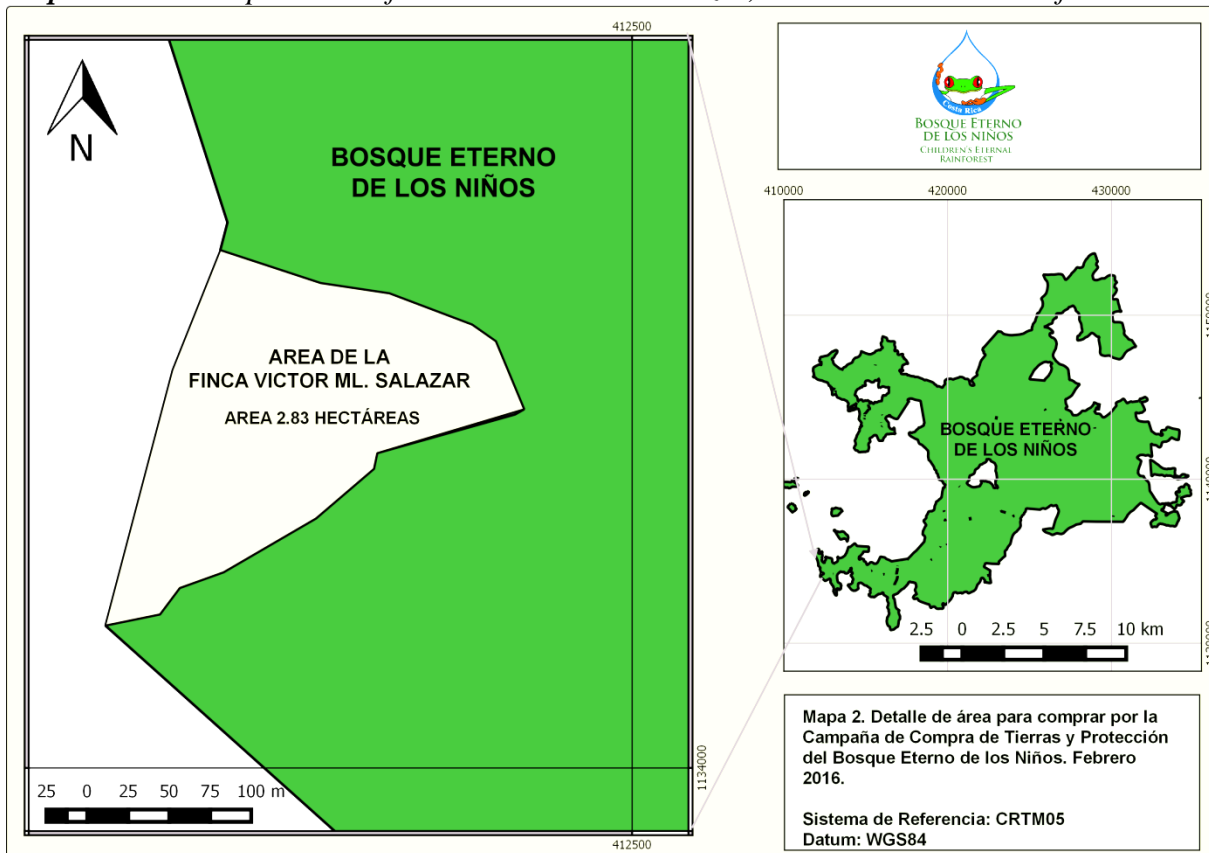 412500
N
BOSQUE ETERNO
DE LOS NIÑOS
AREA DE LA
FINCA VICTOR ML. SALAZAR
AREA 2.83 HECTÁREAS
25 0 25 50 75 100 m
1134000
412500
Costa Rica
BOSQUE ETERNO
DE LOS NIÑOS
CHILDREN'S ETERNAL
RAINFOREST
410000 420000 430000
BOSQUE ETERNO
DE LOS NIÑOS
1140000
2.5 0 2.5 5 7.5 10 km
Mapa 2. Detalle de área para comprar por la
Campaña de Compra de Tierras y Protección
del Bosque Eterno de los Niños. Febrero
2016.
Sistema de Referencia: CRTM05
Datum: WGS84